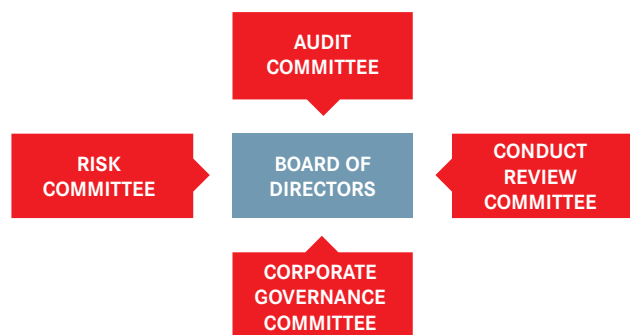 AUDIT
COMMITTEE
RISK
COMMITTEE
BOARD OF
DIRECTORS
CONDUCT
REVIEW
COMMITTEE
CORPORATE
GOVERNANCE
COMMITTEE